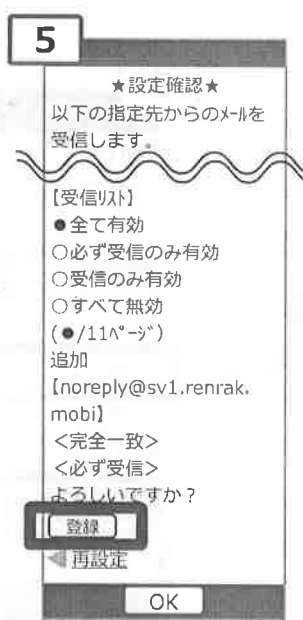 5
★設定確認★
以下の指定先からのメールを
受信します。
【受信リスト】
●全て有効
○必ず受信のみ有効
○受信のみ有効
○すべて無効
(●/11ページ)
追加
【noreply@sv1.renrak.
mobi】
<完全一致>
<必ず受信>
よろしいですか?
登録
◀再設定
OK